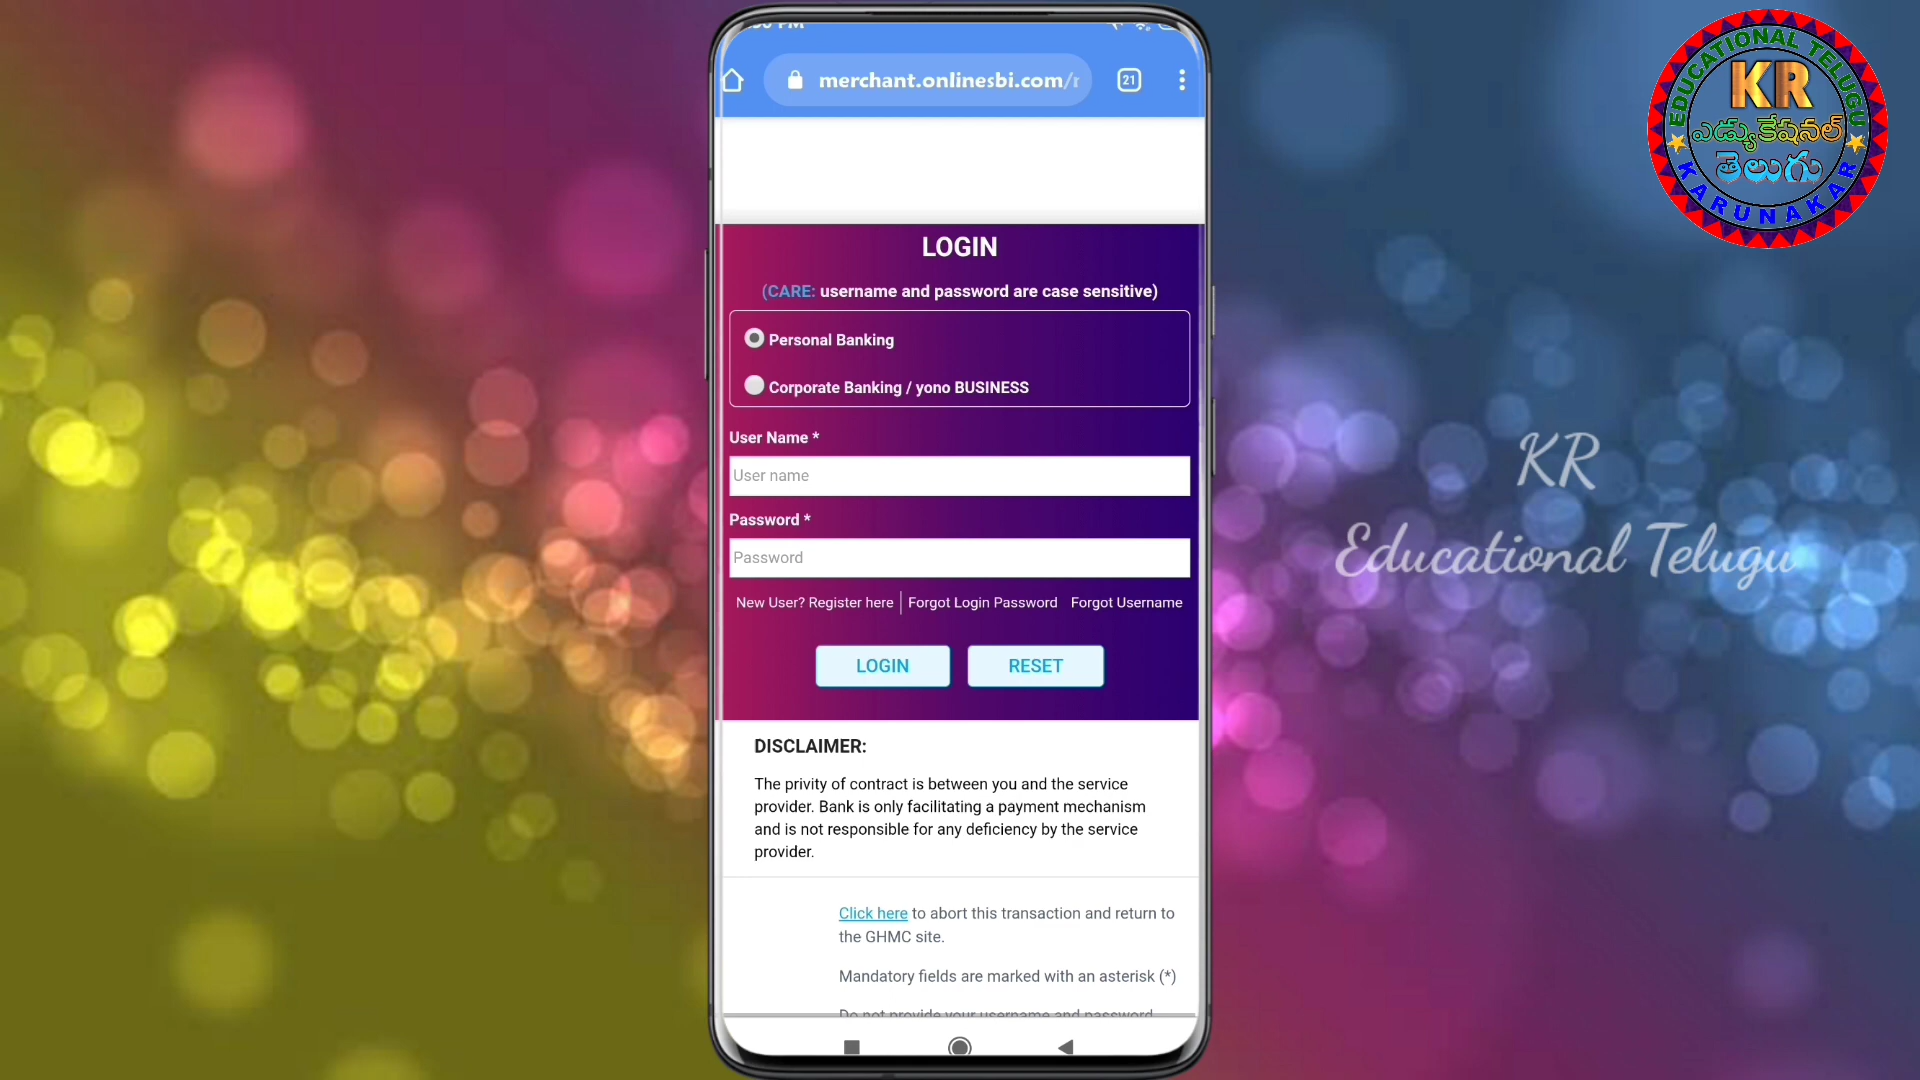 merchant.onlinesbi.com/r
21
LOGIN
(CARE: username and password are case sensitive)
Personal Banking
Corporate Banking / yono BUSINESS
User Name *
User name
Password *
Password
New User? Register here
Forgot Login Password
Forgot Username
LOGIN
RESET
DISCLAIMER:
The privity of contract is between you and the service
provider. Bank is only facilitating a payment mechanism
and is not responsible for any deficiency by the service
provider.
Click here to abort this transaction and return to
the GHMC site.
Mandatory fields are marked with an asterisk (*)
Do not provide your username and password
EDUCATIONAL TELUGU
KR
ఎడ్యుకేషనల్
తెలుగు
KARUNAKAR
KR
Educational Telugu